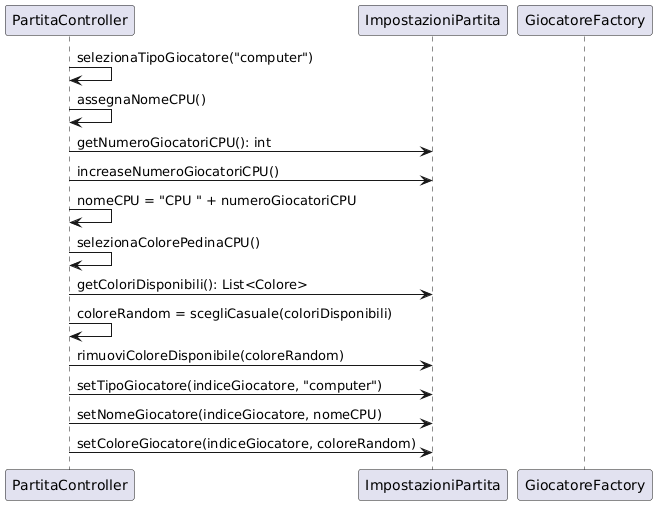 PartitaController ImpostazioniPartita GiocatoreFactory
selezionaTipoGiocatore("computer")
assegnaNomeCPU()
getNumeroGiocatoriCPU(): int
increaseNumeroGiocatoriCPU()
nomeCPU = "CPU " + numeroGiocatoriCPU
selezionaColorePedinaCPU()
getColoriDisponibili(): List<Colore>
coloreRandom = scegliCasuale(coloriDisponibili)
rimuoviColoreDisponibile(coloreRandom)
setTipoGiocatore(indiceGiocatore, "computer")
setNomeGiocatore(indiceGiocatore, nomeCPU)
setColoreGiocatore(indiceGiocatore, coloreRandom)
PartitaController ImpostazioniPartita GiocatoreFactory